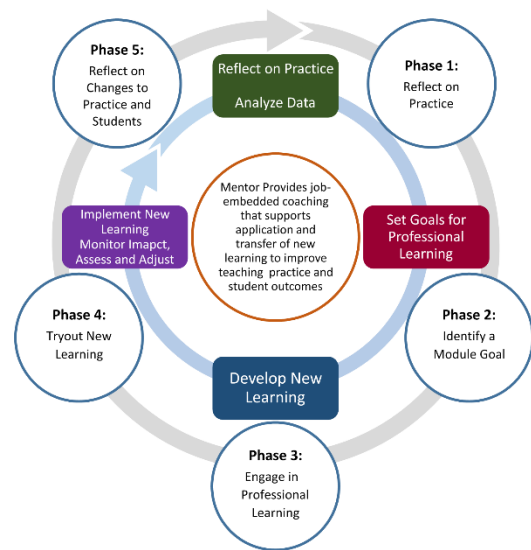 Phase 5:
Reflect on
Changes to
Practice and
Students
Reflect on Practice
Analyze Data
Phase 1:
Reflect on
Practice
Mentor Provides job-
embedded coaching
that supports
application and
transfer of new
learning to improve
teaching practice and
student outcomes
Implement New
Learning
Monitor Imapct,
Assess and Adjust
Set Goals for
Professional
Learning
Phase 4:
Tryout New
Learning
Phase 2:
Identify a
Module Goal
Develop New
Learning
Phase 3:
Engage in
Professional
Learning